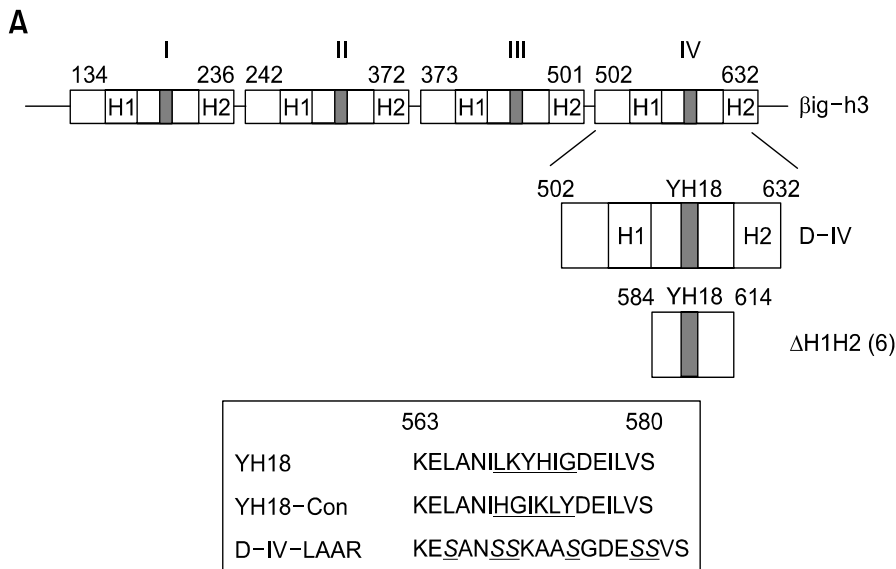 A
I II III IV
134 236 242 372 373 501 502 632
H1 H2 H1 H2 H1 H2 H1 H2 βig-h3
502 YH18 632
H1 H2 D-IV
584 YH18 614
ΔH1H2 (6)
563 580
YH18 KELANILKYHIGDEILVS
YH18-Con KELANIHGIKLYDEILVS
D-IV-LAAR KESANSSKAASGDESSVS